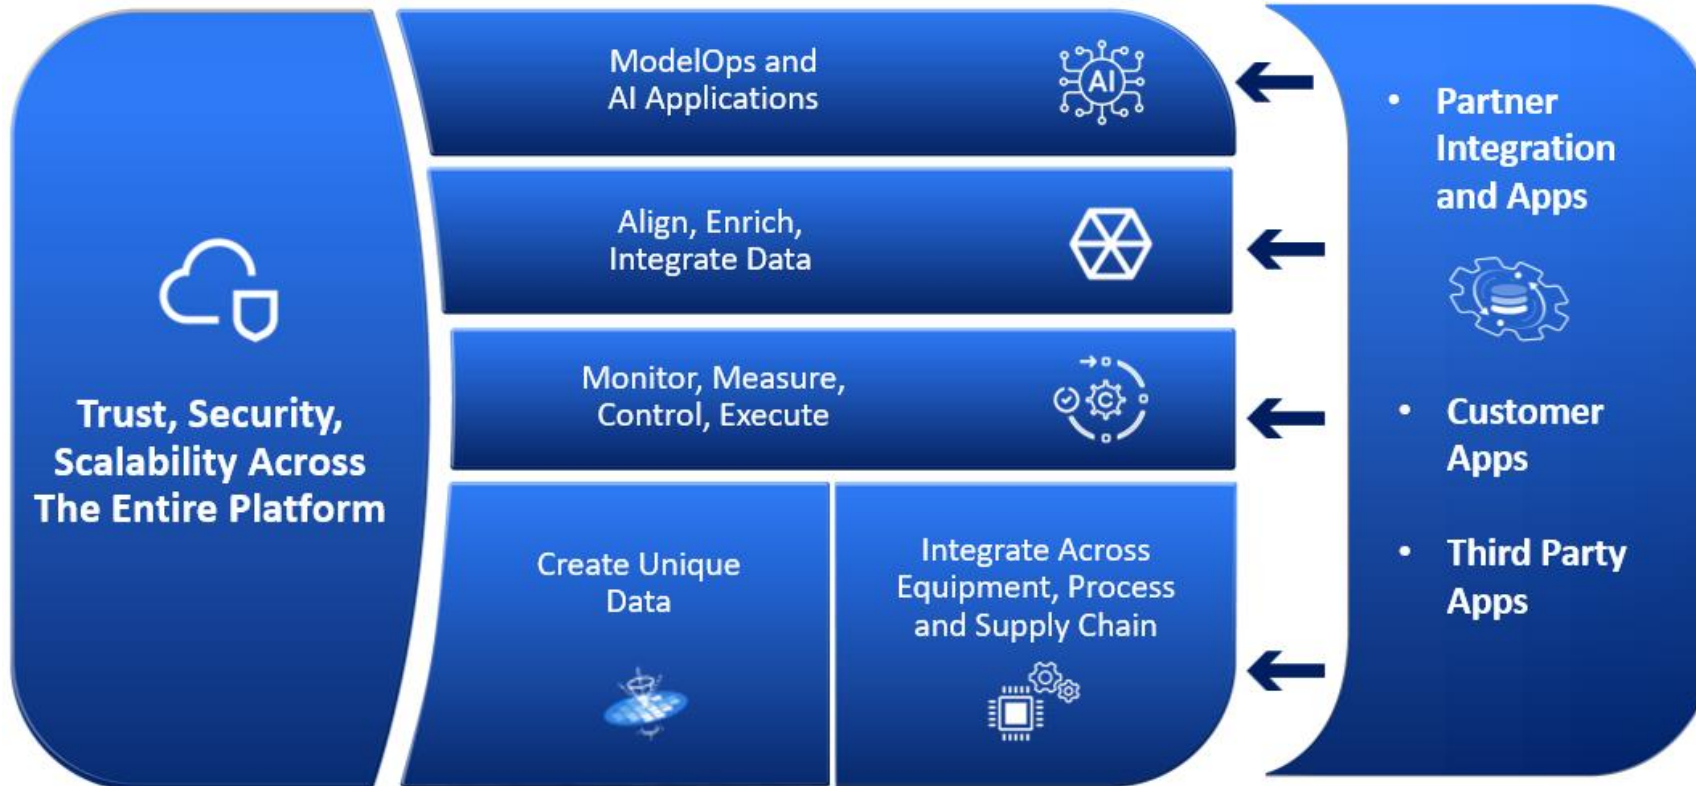 Trust, Security,
Scalability Across
The Entire Platform
ModelOps and
AI Applications
AI
Align, Enrich,
Integrate Data
Monitor, Measure,
Control, Execute
C
Create Unique
Data
Integrate Across
Equipment, Process
and Supply Chain
• Partner
Integration
and Apps
• Customer
Apps
• Third Party
Apps